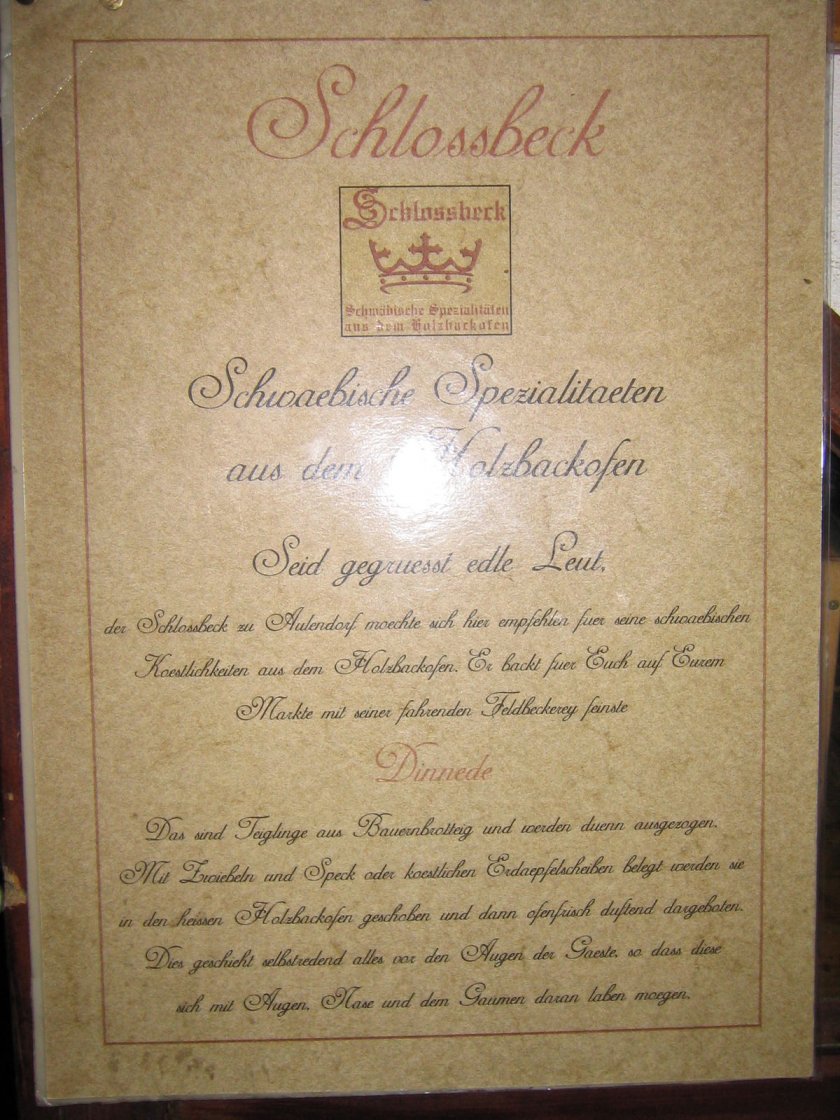 Schlossbeck
Schlossbeck
Schwäbische Spezialitäten
aus dem Holzbackofen
Schwaebische Spezialitaeten
aus dem Holzbackofen
Seid gegruesst edle Leut,
der Schlossbeck zu Aulendorf moechte sich hier empfehlen fuer seine schwaebischen
Koestlichkeiten aus dem Holzbackofen. Er backt fuer Euch auf Eurem
Markte mit seiner fahrenden Feldbeckerey feinste
Dinnede
Das sind Teiglinge aus Bauernbrotteig und werden duenn ausgezogen.
Mit Zwiebeln und Speck oder koestlichen Erdaepfelscheiben belegt werden sie
in den heissen Holzbackofen geschoben und dann ofenfrisch duftend dargeboten.
Dies geschieht selbstredend alles vor den Augen der Gaeste, so dass diese
sich mit Augen, Nase und dem Gaumen daran laben moegen.